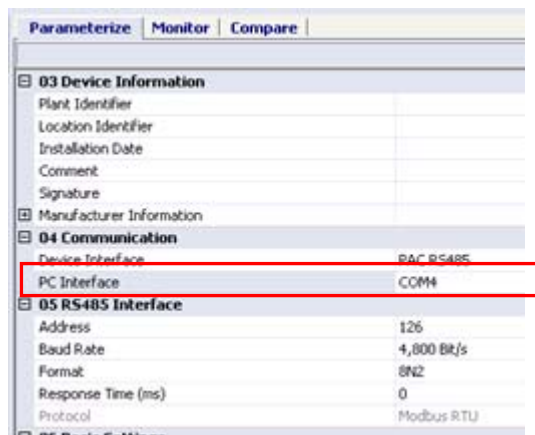 Parameterize Monitor Compare
03 Device Information
Plant Identifier
Location Identifier
Installation Date
Comment
Signature
Manufacturer Information
04 Communication
Device Interface PAC RS485
PC Interface COM4
05 RS485 Interface
Address 126
Baud Rate 4,800 Bit/s
Format 8N2
Response Time (ms) 0
Protocol Modbus RTU